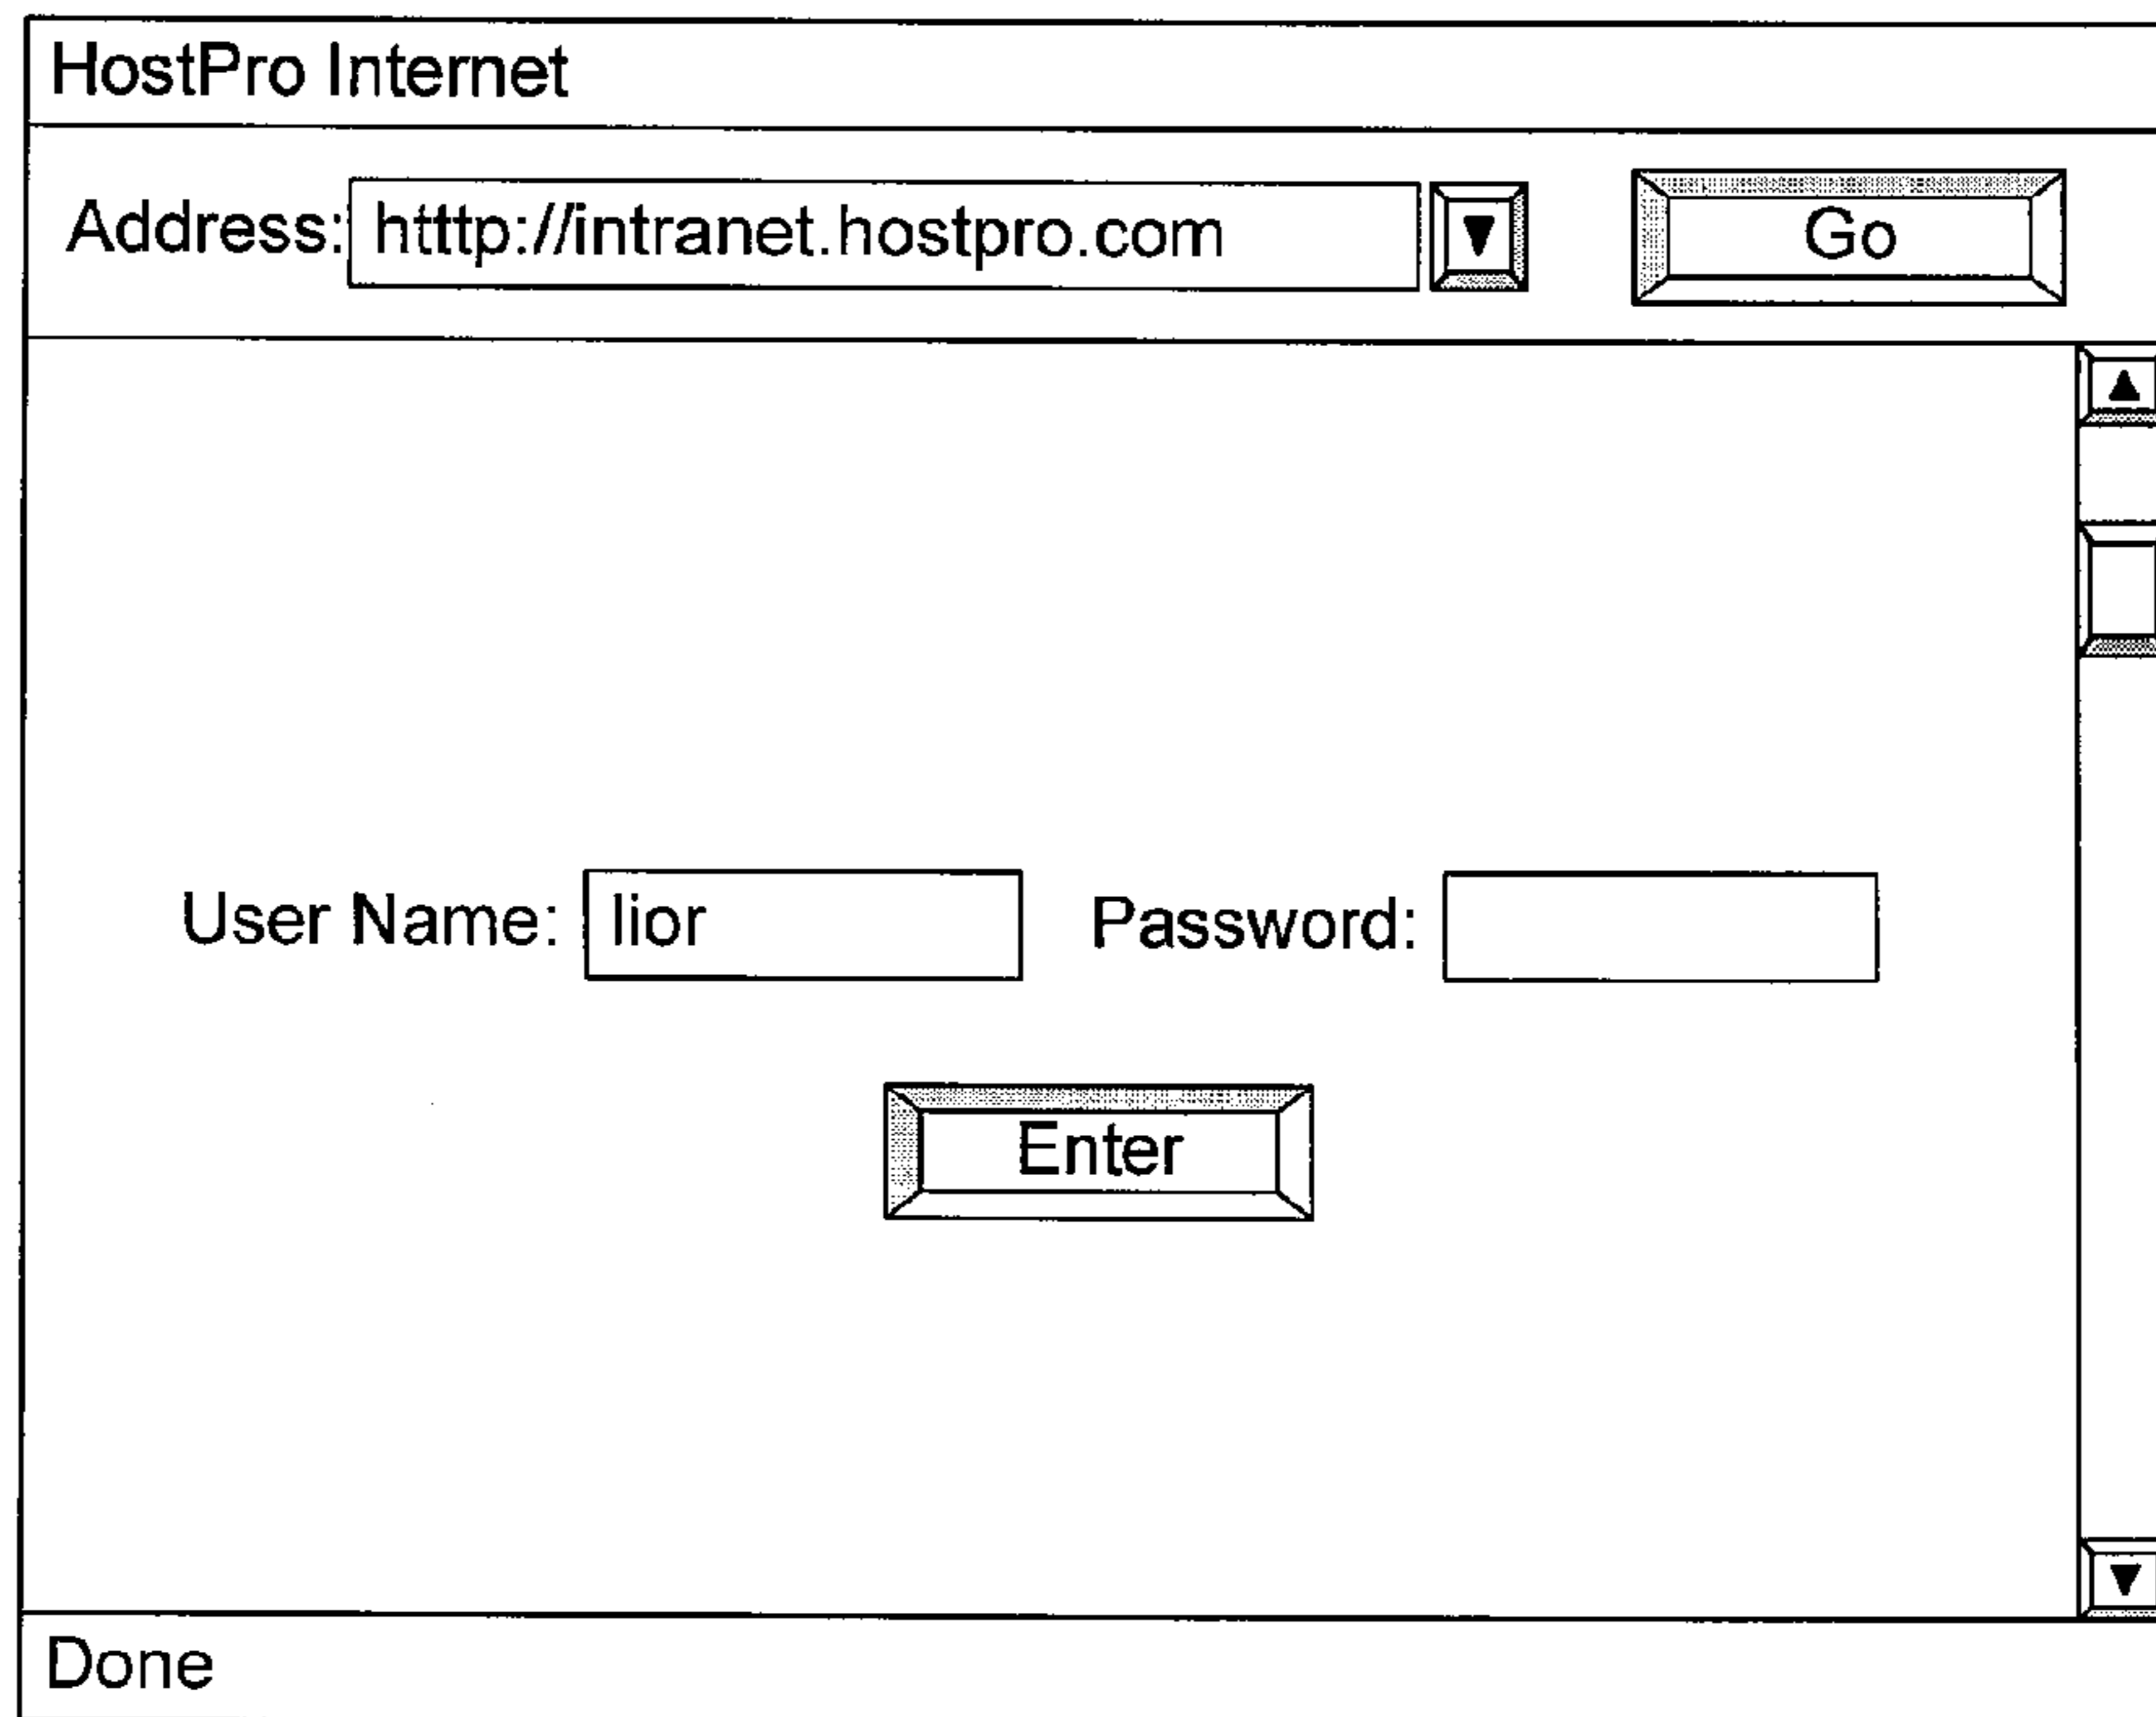 HostPro Internet
Address: htttp://intranet.hostpro.com Go
User Name: lior Password:
Enter
Done